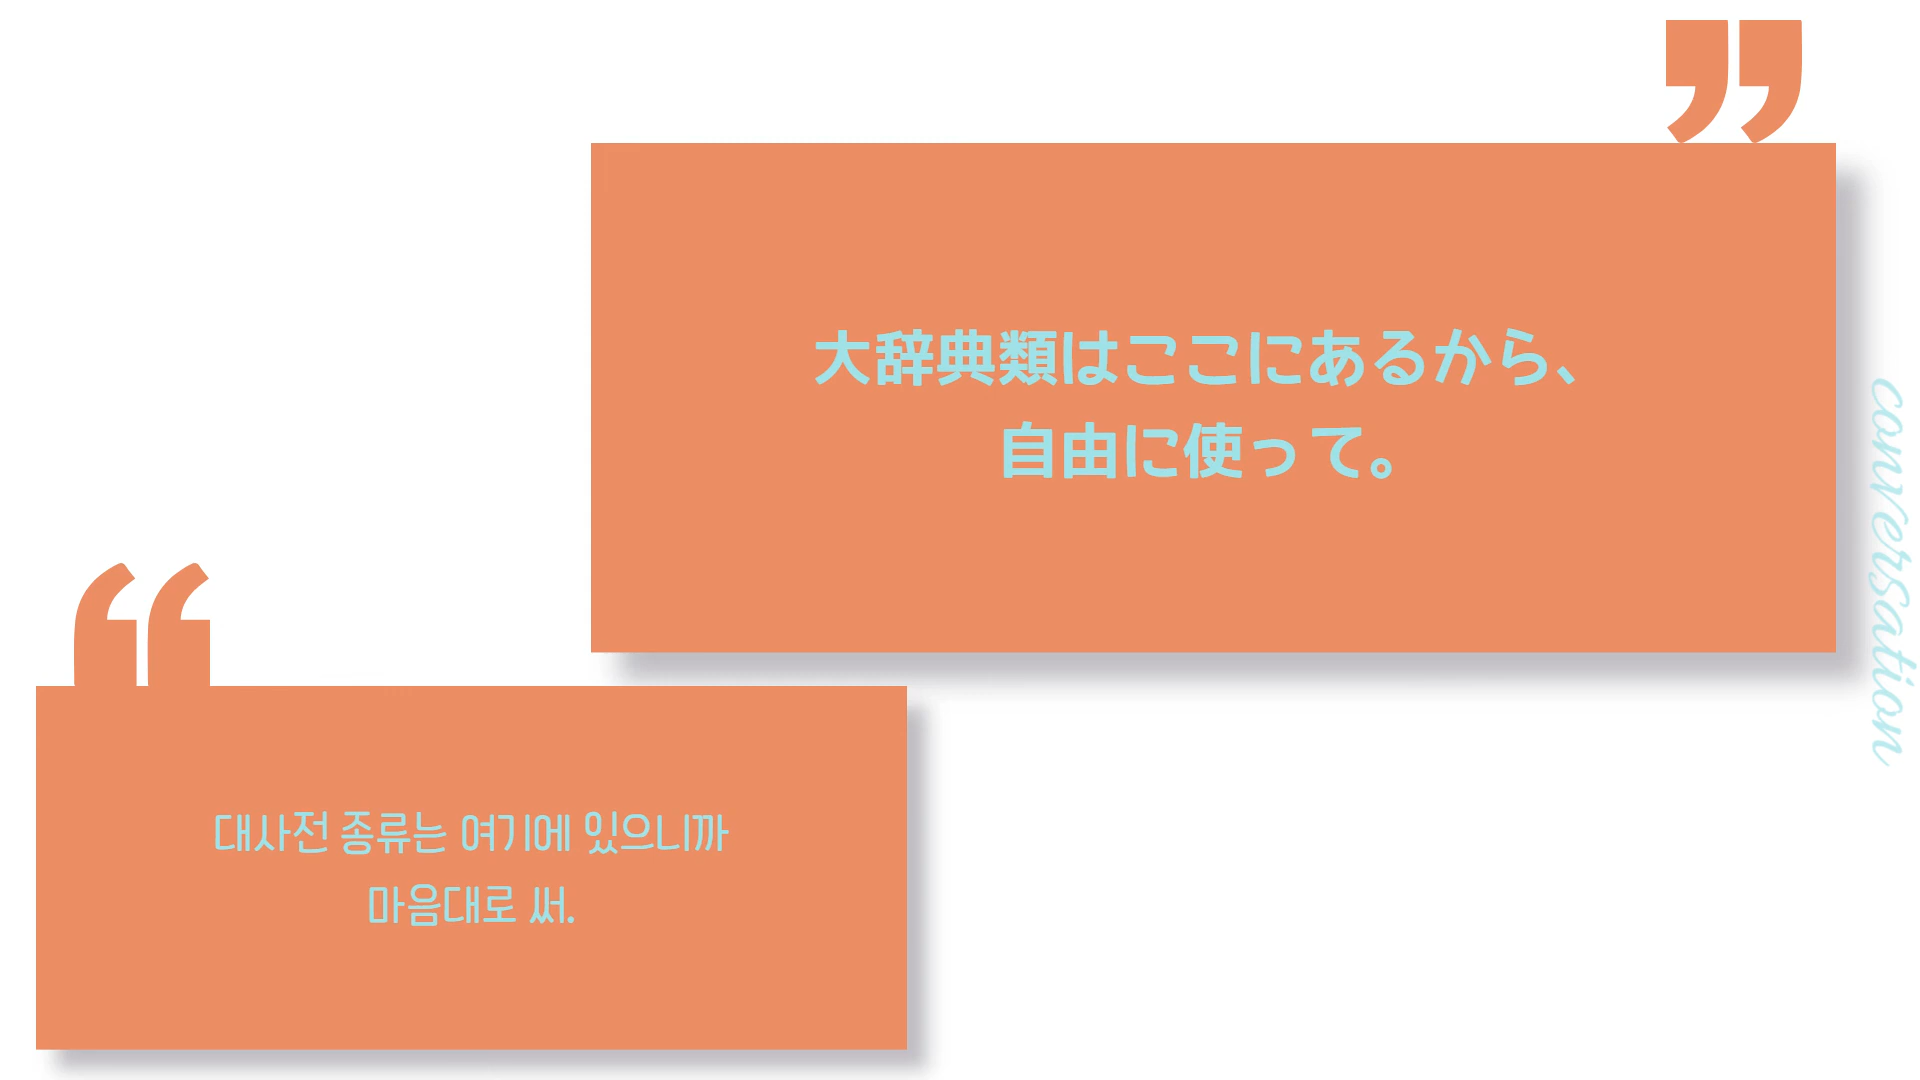 大辞典類はここにあるから、
自由に使って。
대사전 종류는 여기에 있으니까
마음대로 써.
conversation